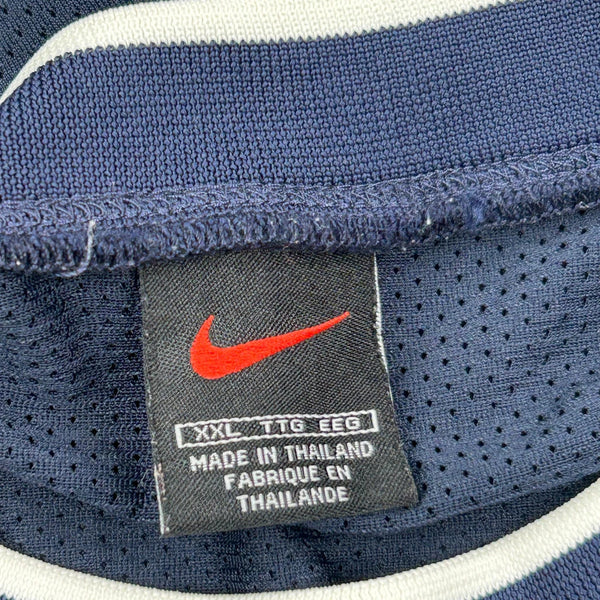 XXL TTG EEG
MADE IN THAILAND
FABRIQUE EN
THAILANDE